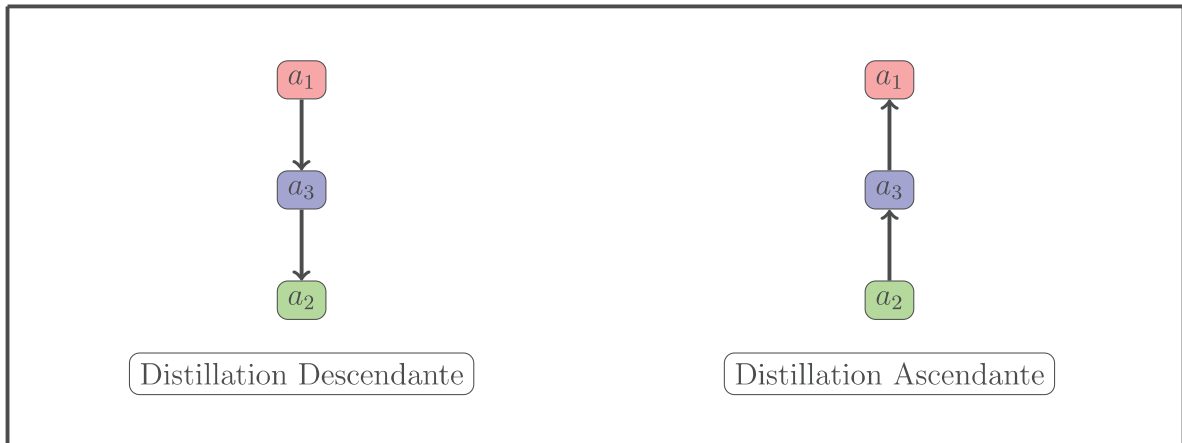 a₁ a₁
a₃ a₃
a₂ a₂
Distillation Descendante Distillation Ascendante